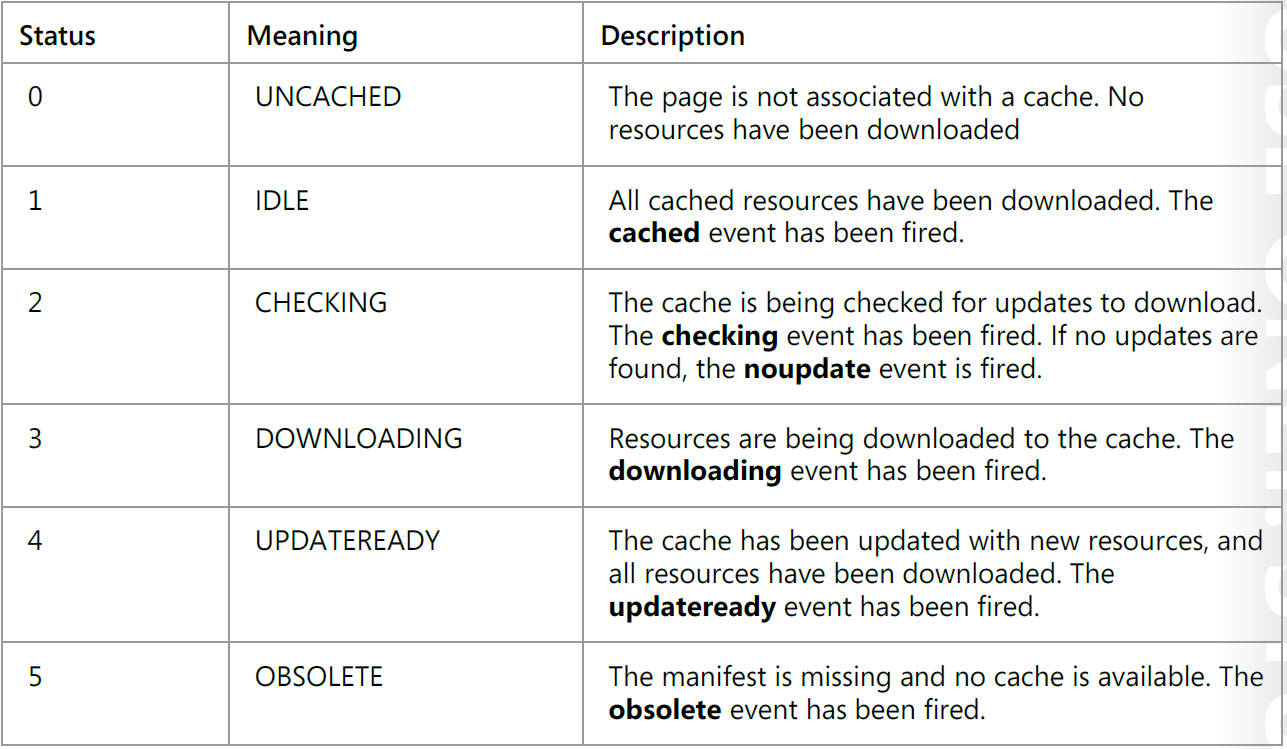 Status Meaning Description
0 UNCACHED The page is not associated with a cache. No
resources have been downloaded
1 IDLE All cached resources have been downloaded. The
cached event has been fired.
2 CHECKING The cache is being checked for updates to download.
The checking event has been fired. If no updates are
found, the noupdate event is fired.
3 DOWNLOADING Resources are being downloaded to the cache. The
downloading event has been fired.
4 UPDATEREADY The cache has been updated with new resources, and
all resources have been downloaded. The
updateready event has been fired.
5 OBSOLETE The manifest is missing and no cache is available. The
obsolete event has been fired.